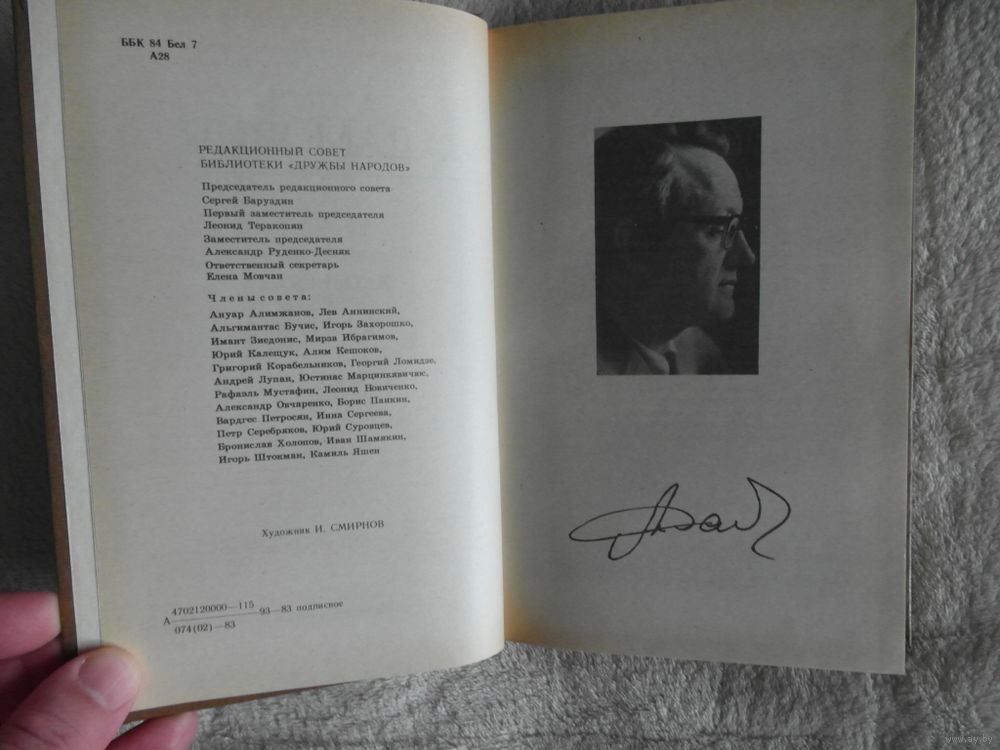 ББК 84 Бел 7
А28
РЕДАКЦИОННЫЙ СОВЕТ
БИБЛИОТЕКИ «ДРУЖБЫ НАРОДОВ»
Председатель редакционного совета
Сергей Баруздин
Первый заместитель председателя
Леонид Теракопян
Заместитель председателя
Александр Руденко-Десняк
Ответственный секретарь
Елена Мовчан
Члены совета:
Ануар Алимжанов, Лев Аннинский,
Альгимантас Бучис, Игорь Захорошко,
Имант Зиедонис, Мирза Ибрагимов,
Юрий Калещук, Алим Кешоков,
Григорий Корабельников, Георгий Ломидзе,
Андрей Лупан, Юстинас Марцинкявичюс,
Рафаэль Мустафин, Леонид Новиченко,
Александр Овчаренко, Борис Панкин,
Вардгес Петросян, Инна Сергеева,
Петр Серебряков, Юрий Суровцев,
Бронислав Холопов, Иван Шамякин,
Игорь Штокман, Камиль Яшен
Художник И. СМИРНОВ
4702120000—115
А 93—83 подписное
074(02)—83
www.ay.by